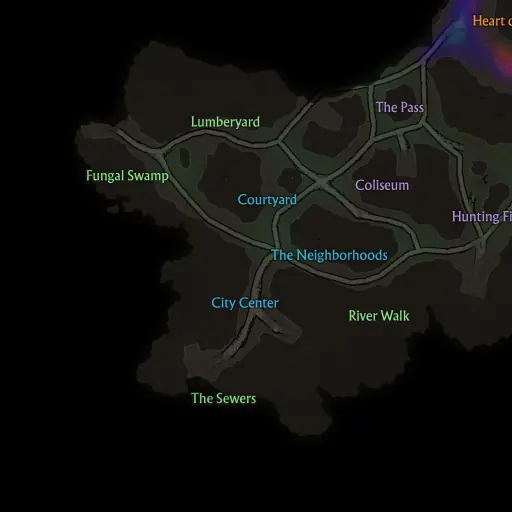 Heart o
The Pass
Lumberyard
Fungal Swamp
Coliseum
Courtyard
Hunting Fi
The Neighborhoods
City Center
River Walk
The Sewers